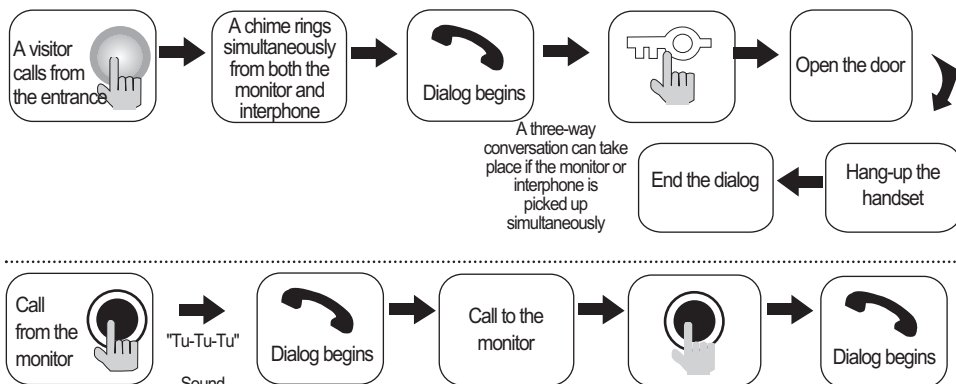 A visitor
calls from
the entrance
A chime rings
simultaneously
from both the
monitor and
interphone
Dialog begins
A three-way
conversation can take
place if the monitor or
interphone is
picked up
simultaneously
Open the door
Hang-up the
handset
End the dialog
Call
from the
monitor
"Tu-Tu-Tu"
Sound
Dialog begins
Call to the
monitor
Dialog begins